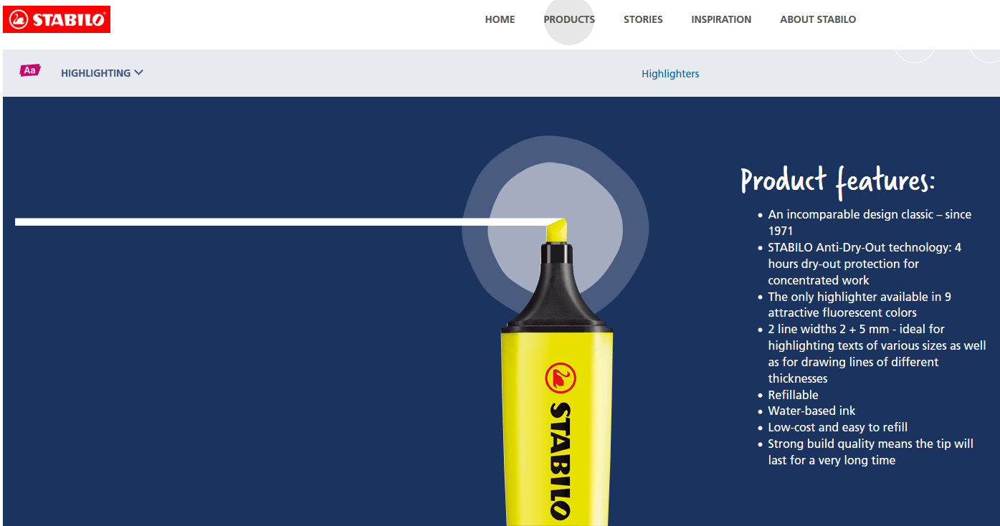 STABILO®
HOME
PRODUCTS
STORIES
INSPIRATION
ABOUT STABILO
Aa
HIGHLIGHTING
Highlighters
Product features:
• An incomparable design classic – since
1971
• STABILO Anti-Dry-Out technology: 4
hours dry-out protection for
concentrated work
• The only highlighter available in 9
attractive fluorescent colors
• 2 line widths 2 + 5 mm - ideal for
highlighting texts of various sizes as well
as for drawing lines of different
thicknesses
• Refillable
• Water-based ink
• Low-cost and easy to refill
• Strong build quality means the tip will
last for a very long time
STABILO